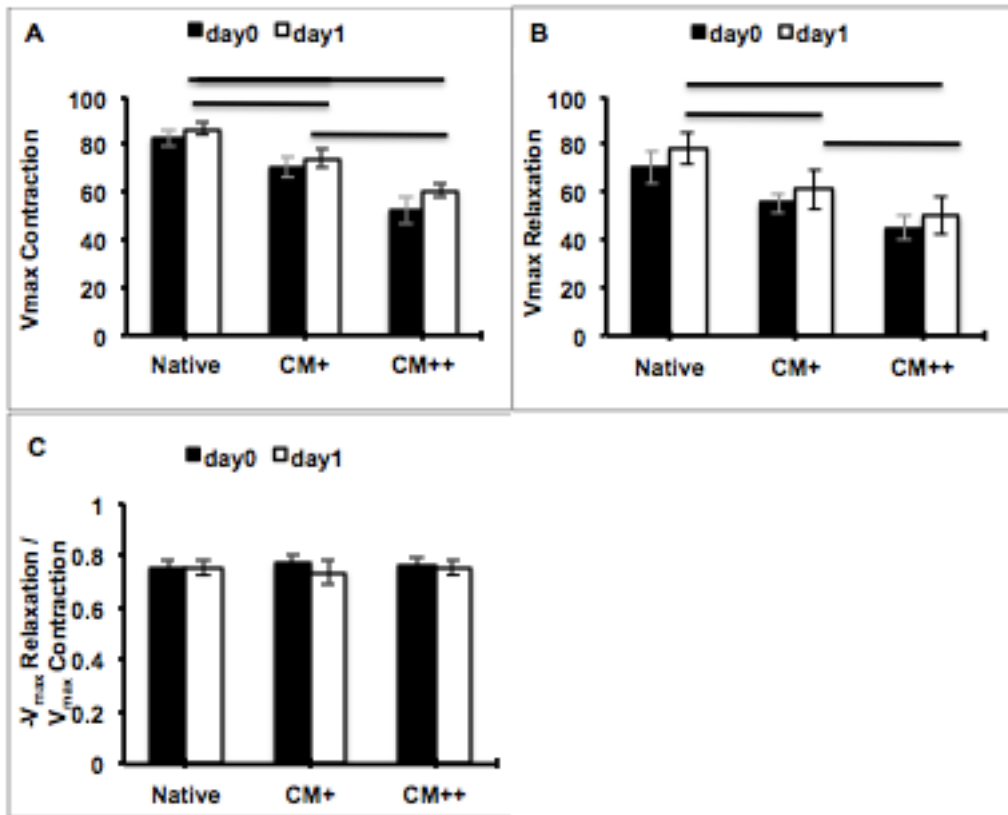 A
day0 day1
Vmax Contraction
100
80
60
40
20
0
Native CM+ CM++
B
day0 day1
Vmax Relaxation
100
80
60
40
20
0
Native CM+ CM++
C
day0 day1
-Vmax Relaxation /
Vmax Contraction
1
0.8
0.6
0.4
0.2
0
Native CM+ CM++